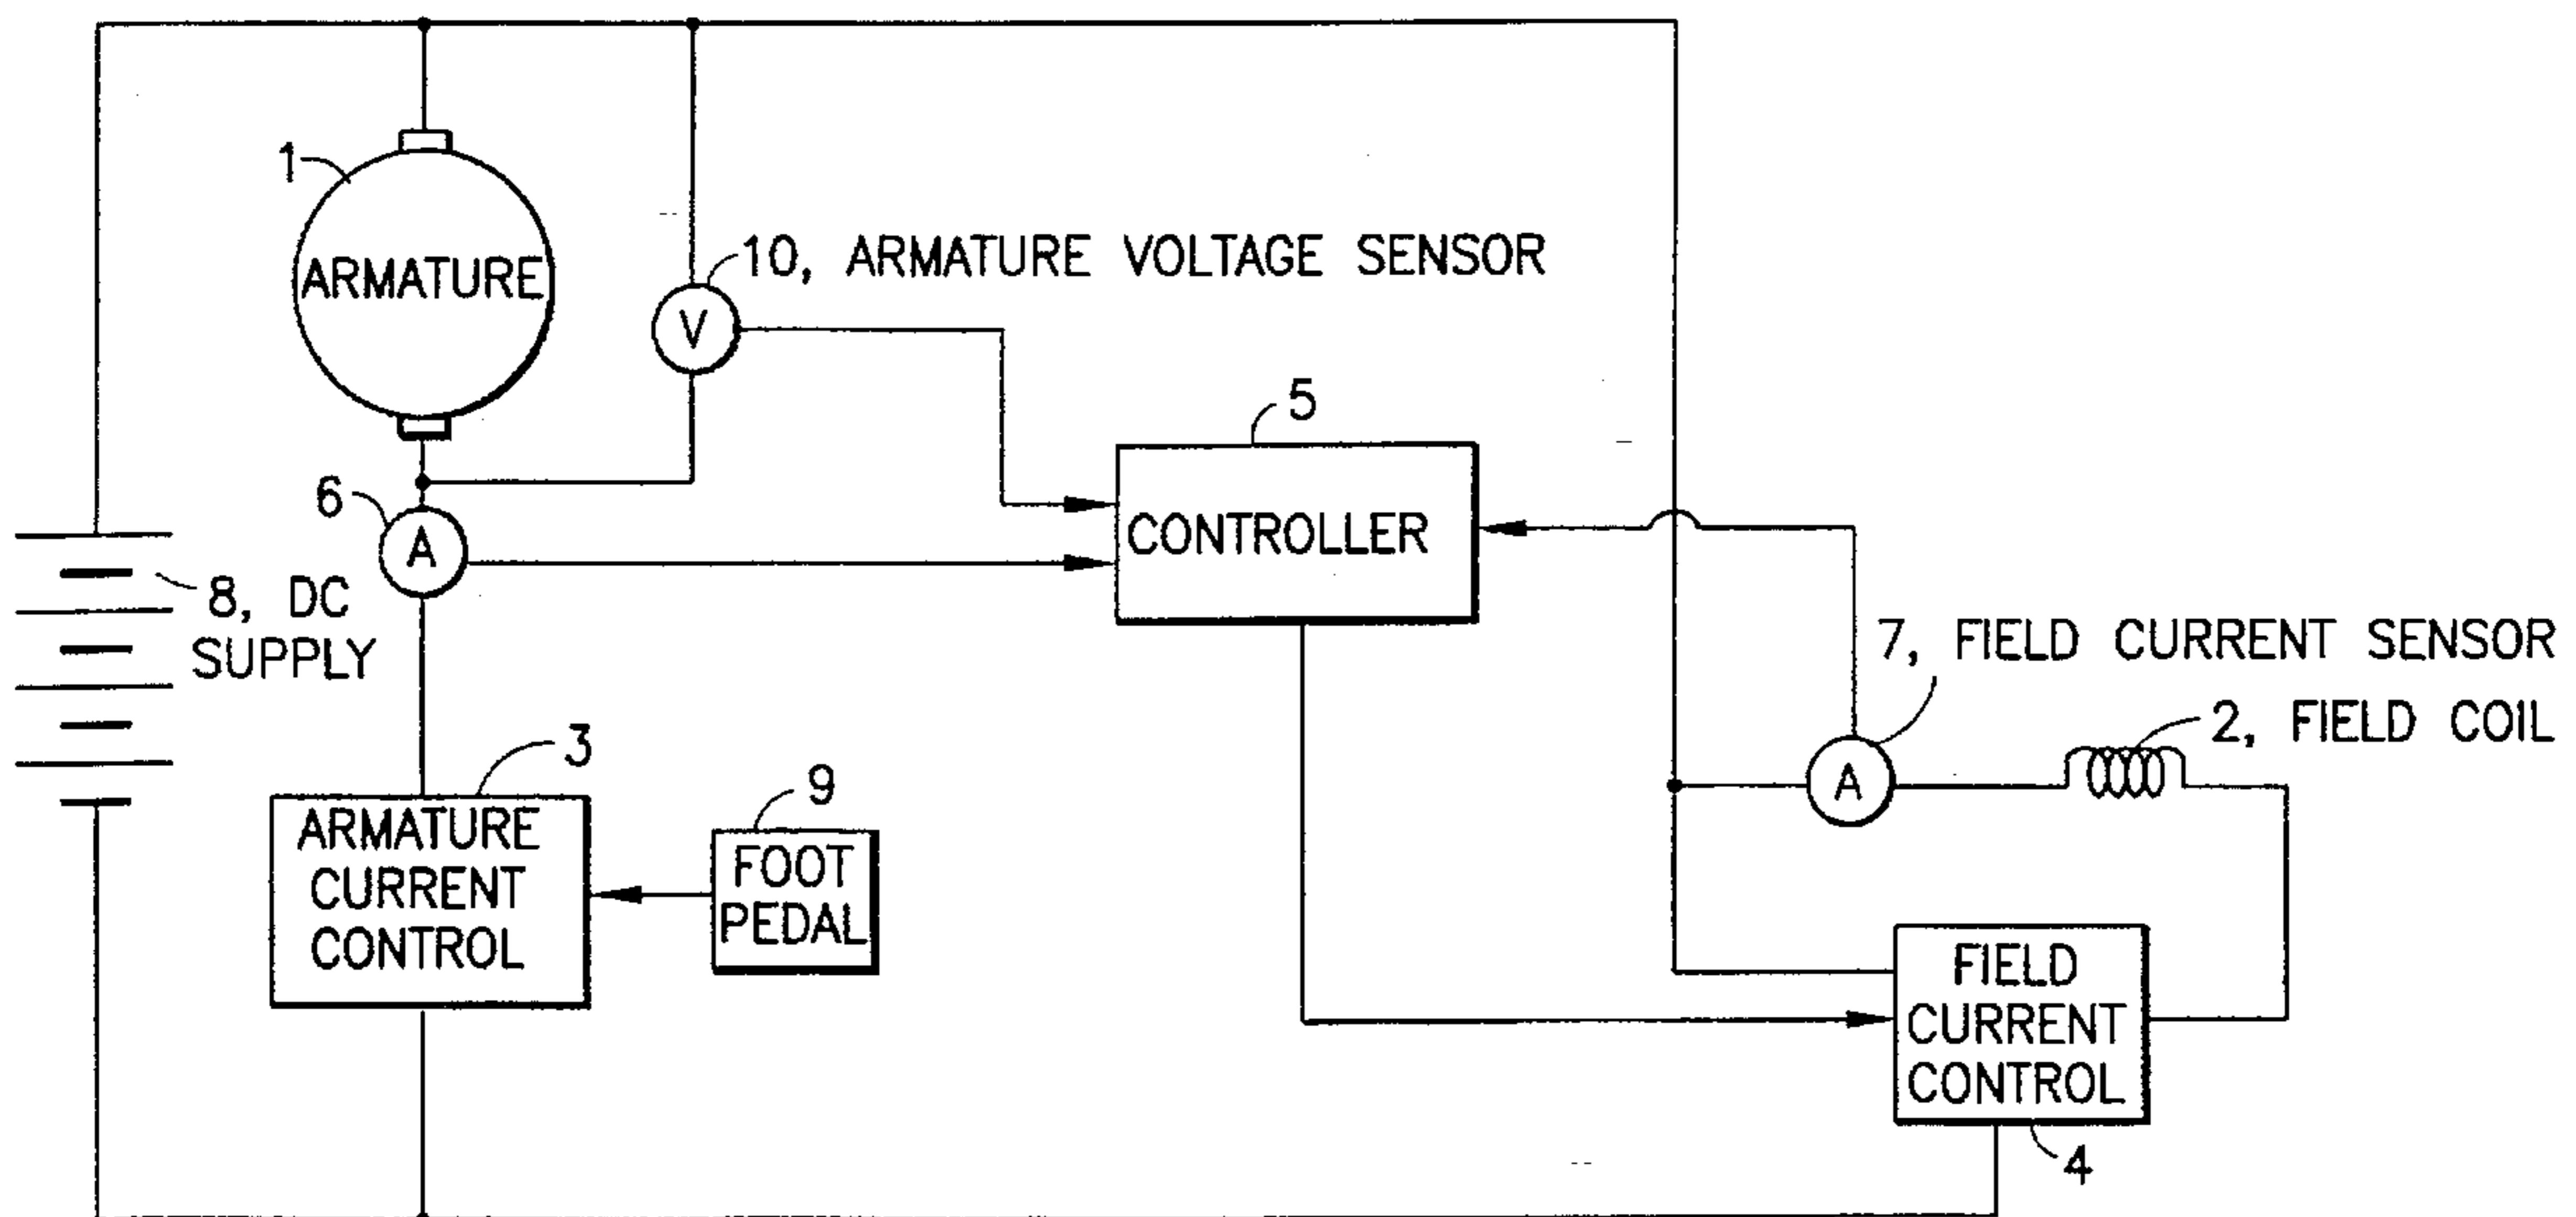 1
ARMATURE
10, ARMATURE VOLTAGE SENSOR
V
5
6
A
CONTROLLER
8, DC
SUPPLY
7, FIELD CURRENT SENSOR
2, FIELD COIL
3
9
A
ARMATURE
CURRENT
CONTROL
FOOT
PEDAL
FIELD
CURRENT
CONTROL
4